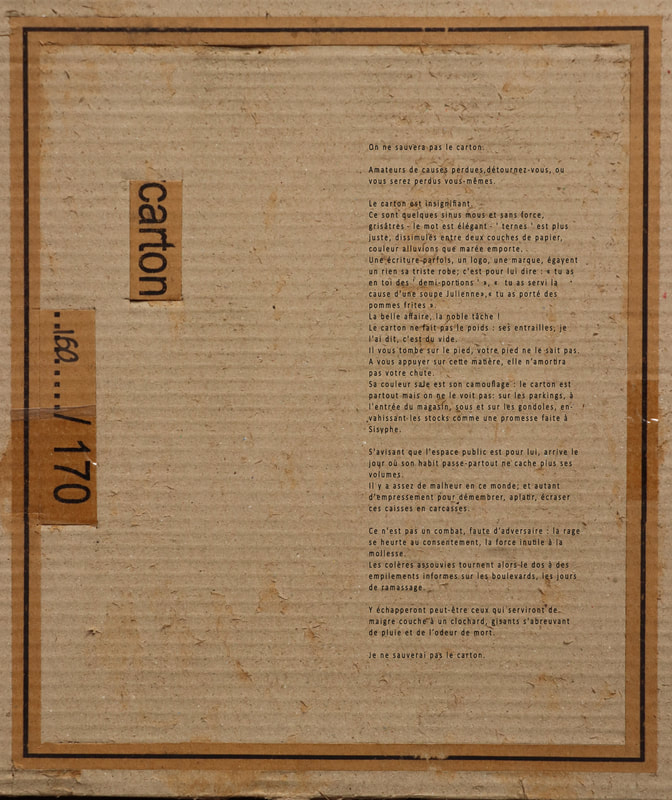 carton
...160..../ 170
On ne sauvera pas le carton.
Amateurs de causes perdues,détournez-vous, ou
vous serez perdus vous-mêmes.
Le carton est insignifiant.
Ce sont quelques sinus mous et sans force,
grisâtres - le mot est élégant - ' ternes ' est plus
juste, dissimulés entre deux couches de papier,
couleur alluvions que marée emporte.
Une écriture parfois, un logo, une marque, égayent
un rien sa triste robe; c'est pour lui dire : « tu as
en toi des ' demi-portions ' », « tu as servi la
cause d'une soupe Julienne»,« tu as porté des
pommes frites ».
La belle affaire, la noble tâche !
Le carton ne fait pas le poids : ses entrailles, je
l'ai dit, c'est du vide.
Il vous tombe sur le pied, votre pied ne le sait pas.
A vous appuyer sur cette matière, elle n'amortira
pas votre chute.
Sa couleur sale est son camouflage : le carton est
partout mais on ne le voit pas: sur les parkings, à
l'entrée du magasin, sous et sur les gondoles, en-
vahissant les stocks comme une promesse faite à
Sisyphe.
S'avisant que l'espace public est pour lui, arrive le
jour où son habit passe-partout ne cache plus ses
volumes.
Il y a assez de malheur en ce monde; et autant
d'empressement pour démembrer, aplatir, écraser
ces caisses en carcasses.
Ce n'est pas un combat, faute d'adversaire : la rage
se heurte au consentement, la force inutile à la
mollesse.
Les colères assouvies tournent alors le dos à des
empilements informes sur les boulevards, les jours
de ramassage.
Y échapperont peut-être ceux qui serviront de
maigre couche à un clochard, gisants s'abreuvant
de pluie et de l'odeur de mort.
Je ne sauverai pas le carton.